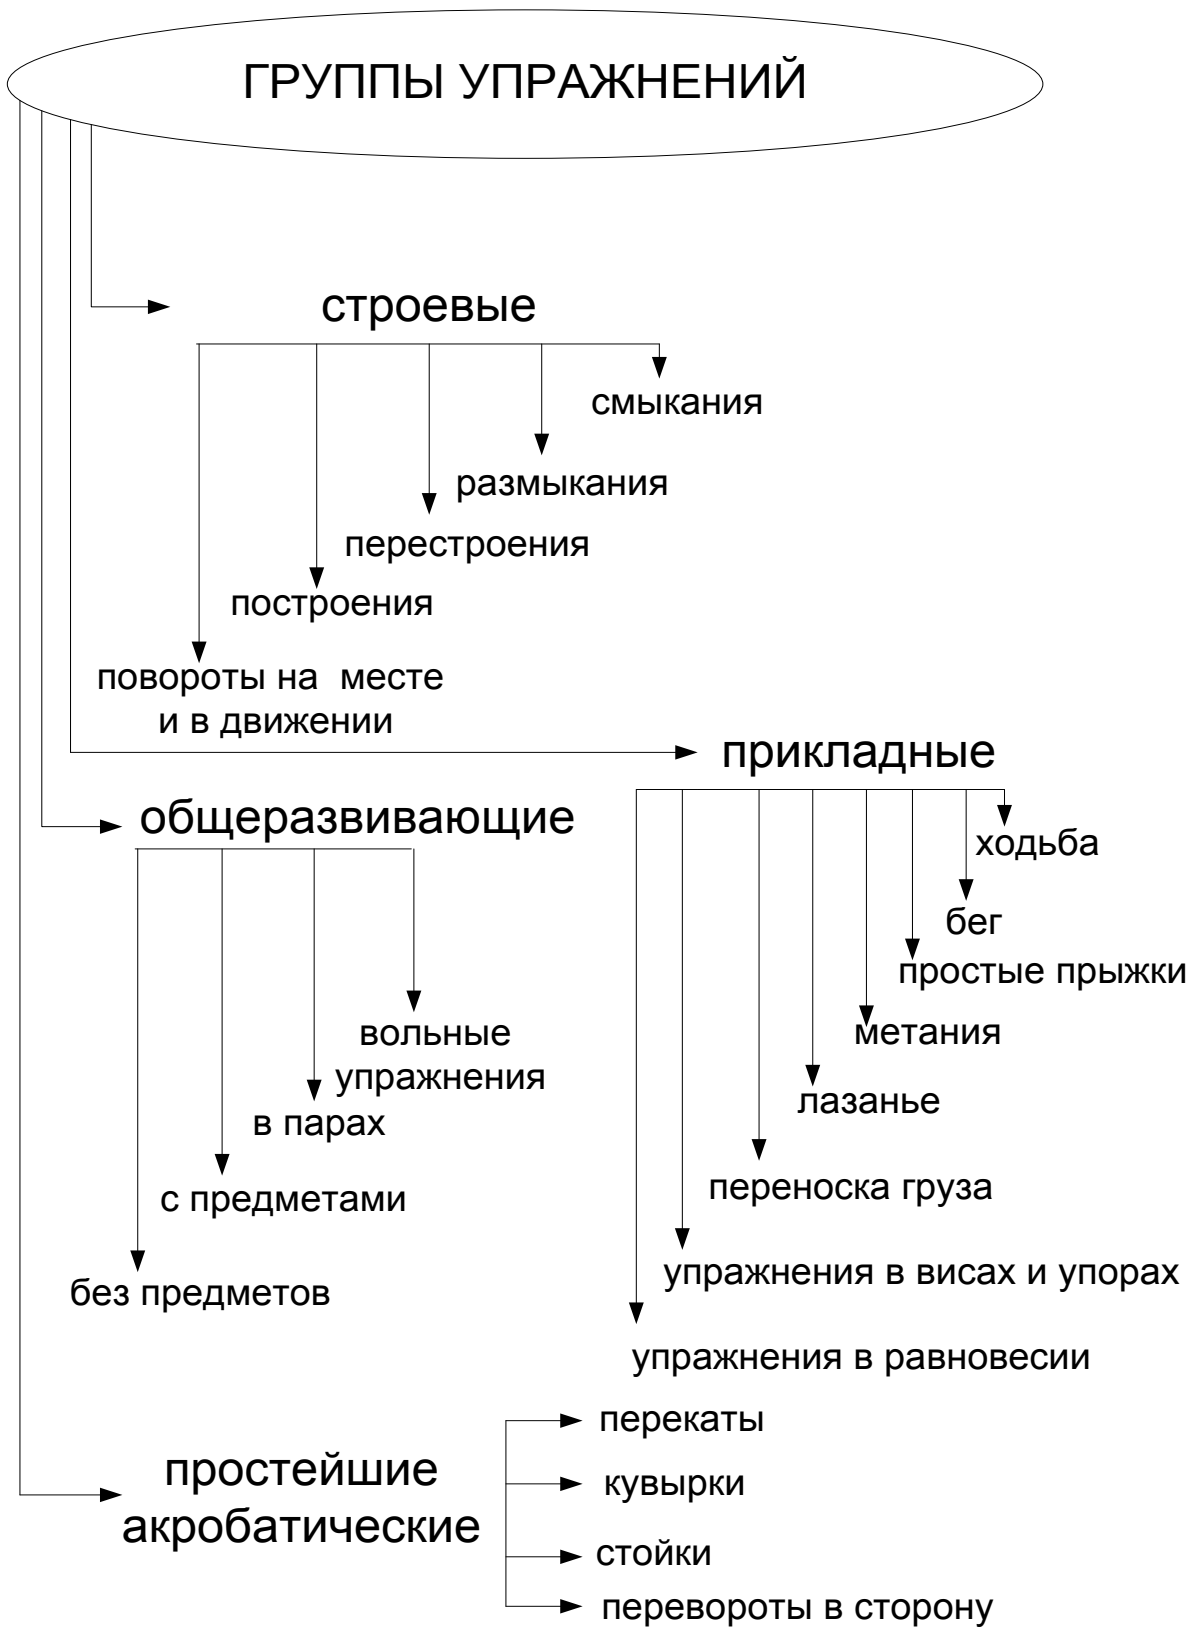 ГРУППЫ УПРАЖНЕНИЙ
строевые
смыкания
размыкания
перестроения
построения
повороты на месте
и в движении
прикладные
ходьба
бег
простые прыжки
метания
лазанье
переноска груза
упражнения в висах и упорах
упражнения в равновесии
общеразвивающие
вольные
упражнения
в парах
с предметами
без предметов
простейшие
акробатические
перекаты
кувырки
стойки
перевороты в сторону